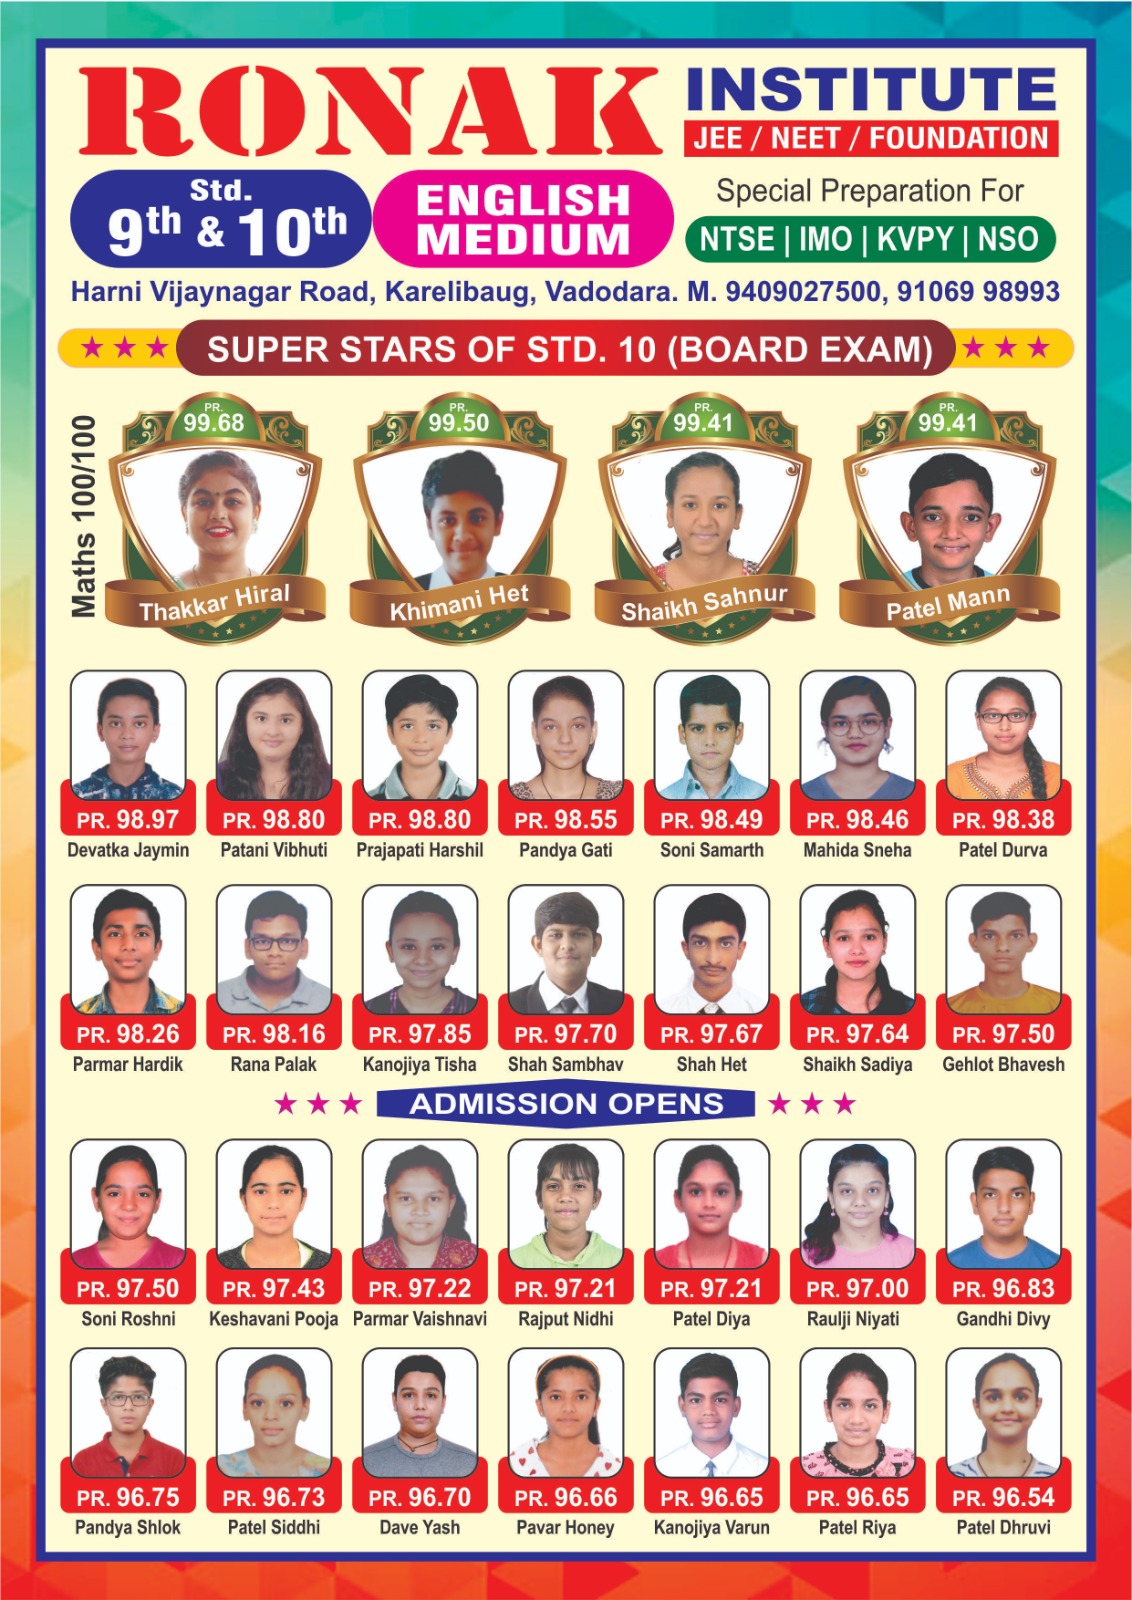 RONAK INSTITUTE
JEE / NEET / FOUNDATION
Std.
9th & 10th
ENGLISH
MEDIUM
Special Preparation For
NTSE | IMO | KVPY | NSO
Harni Vijaynagar Road, Karelibaug, Vadodara. M. 9409027500, 91069 98993
SUPER STARS OF STD. 10 (BOARD EXAM)
Maths 100/100
PR. 99.68
Thakkar Hiral
PR. 99.50
Khimani Het
PR. 99.41
Shaikh Sahnur
PR. 99.41
Patel Mann
PR. 98.97
Devatka Jaymin
PR. 98.80
Patani Vibhuti
PR. 98.80
Prajapati Harshil
PR. 98.55
Pandya Gati
PR. 98.49
Soni Samarth
PR. 98.46
Mahida Sneha
PR. 98.38
Patel Durva
PR. 98.26
Parmar Hardik
PR. 98.16
Rana Palak
PR. 97.85
Kanojiya Tisha
PR. 97.70
Shah Sambhav
PR. 97.67
Shah Het
PR. 97.64
Shaikh Sadiya
PR. 97.50
Gehlot Bhavesh
ADMISSION OPENS
PR. 97.50
Soni Roshni
PR. 97.43
Keshavani Pooja
PR. 97.22
Parmar Vaishnavi
PR. 97.21
Rajput Nidhi
PR. 97.21
Patel Diya
PR. 97.00
Raulji Niyati
PR. 96.83
Gandhi Divy
PR. 96.75
Pandya Shlok
PR. 96.73
Patel Siddhi
PR. 96.70
Dave Yash
PR. 96.66
Pavar Honey
PR. 96.65
Kanojiya Varun
PR. 96.65
Patel Riya
PR. 96.54
Patel Dhruvi